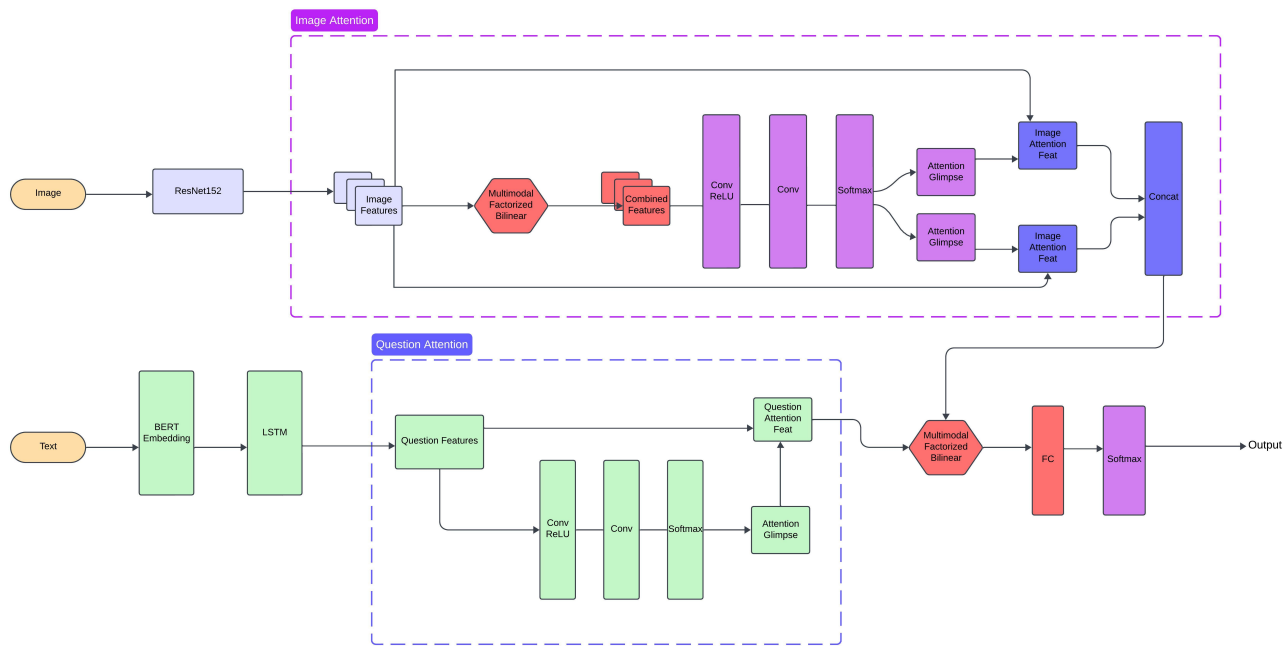 Image Attention
Image
ResNet152
Image
Features
Multimodal
Factorized
Bilinear
Combined
Features
Conv
ReLU
Conv
Softmax
Attention
Glimpse
Attention
Glimpse
Image
Attention
Feat
Image
Attention
Feat
Concat
Question Attention
Text
BERT
Embedding
LSTM
Question Features
Conv
ReLU
Conv
Softmax
Attention
Glimpse
Question
Attention
Feat
Multimodal
Factorized
Bilinear
FC
Softmax
Output